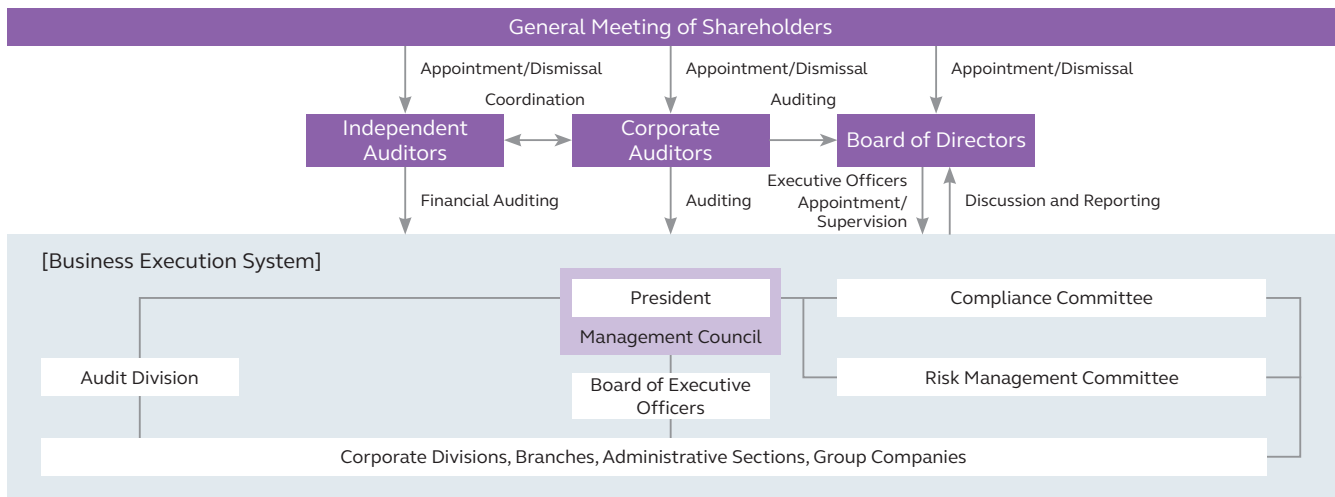 General Meeting of Shareholders
Appointment/Dismissal
Appointment/Dismissal
Appointment/Dismissal
Coordination
Auditing
Independent
Auditors
Corporate
Auditors
Board of Directors
Financial Auditing
Auditing
Executive Officers
Appointment/
Supervision
Discussion and Reporting
[Business Execution System]
President
Management Council
Compliance Committee
Audit Division
Board of Executive
Officers
Risk Management Committee
Corporate Divisions, Branches, Administrative Sections, Group Companies